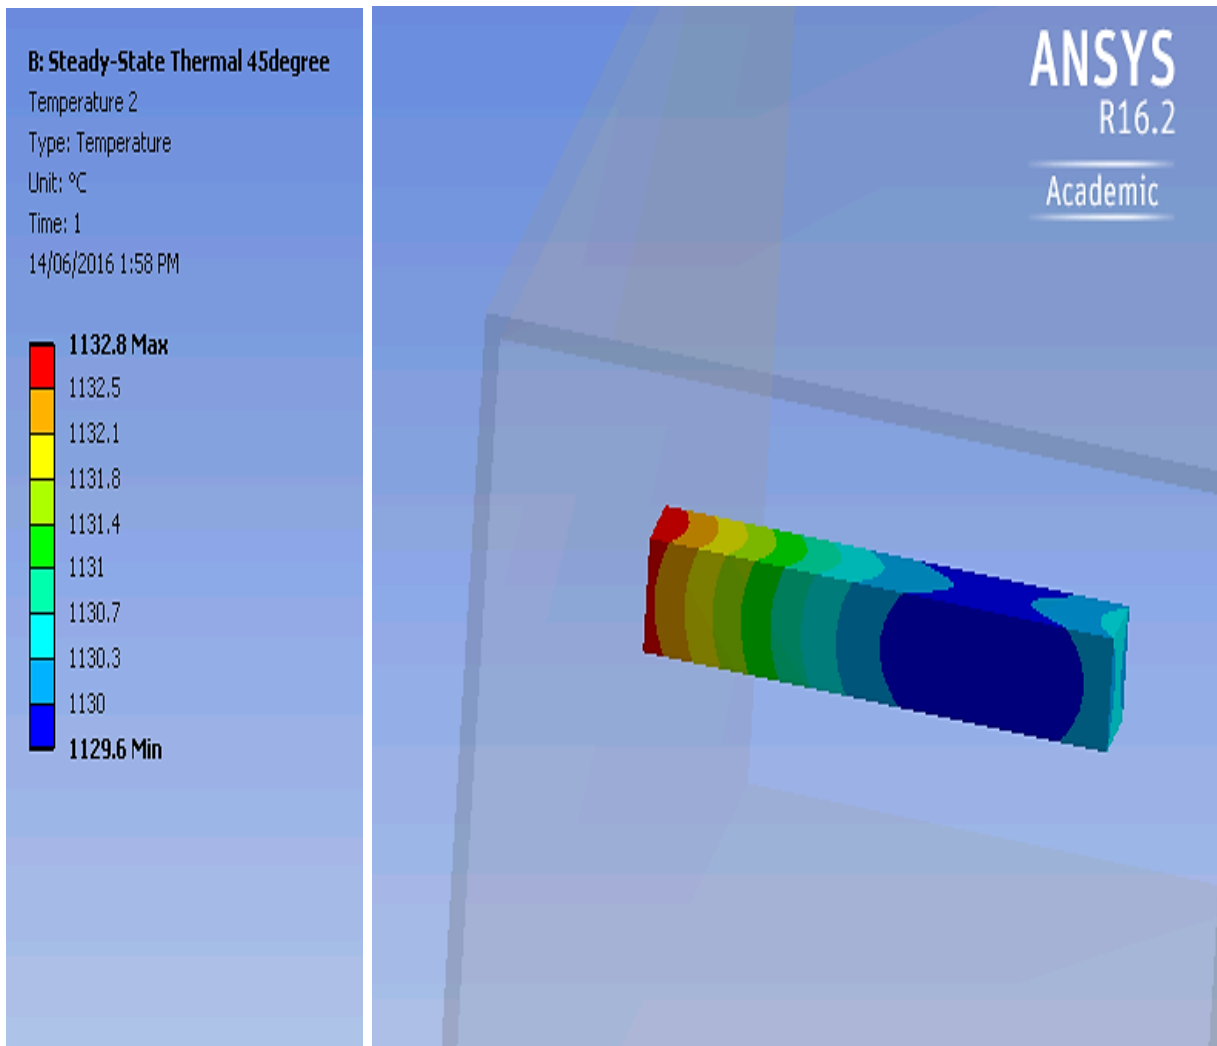 B: Steady-State Thermal 45degree
Temperature 2
Type: Temperature
Unit: °C
Time: 1
14/06/2016 1:58 PM
1132.8 Max
1132.5
1132.1
1131.8
1131.4
1131
1130.7
1130.3
1130
1129.6 Min
ANSYS
R16.2
Academic